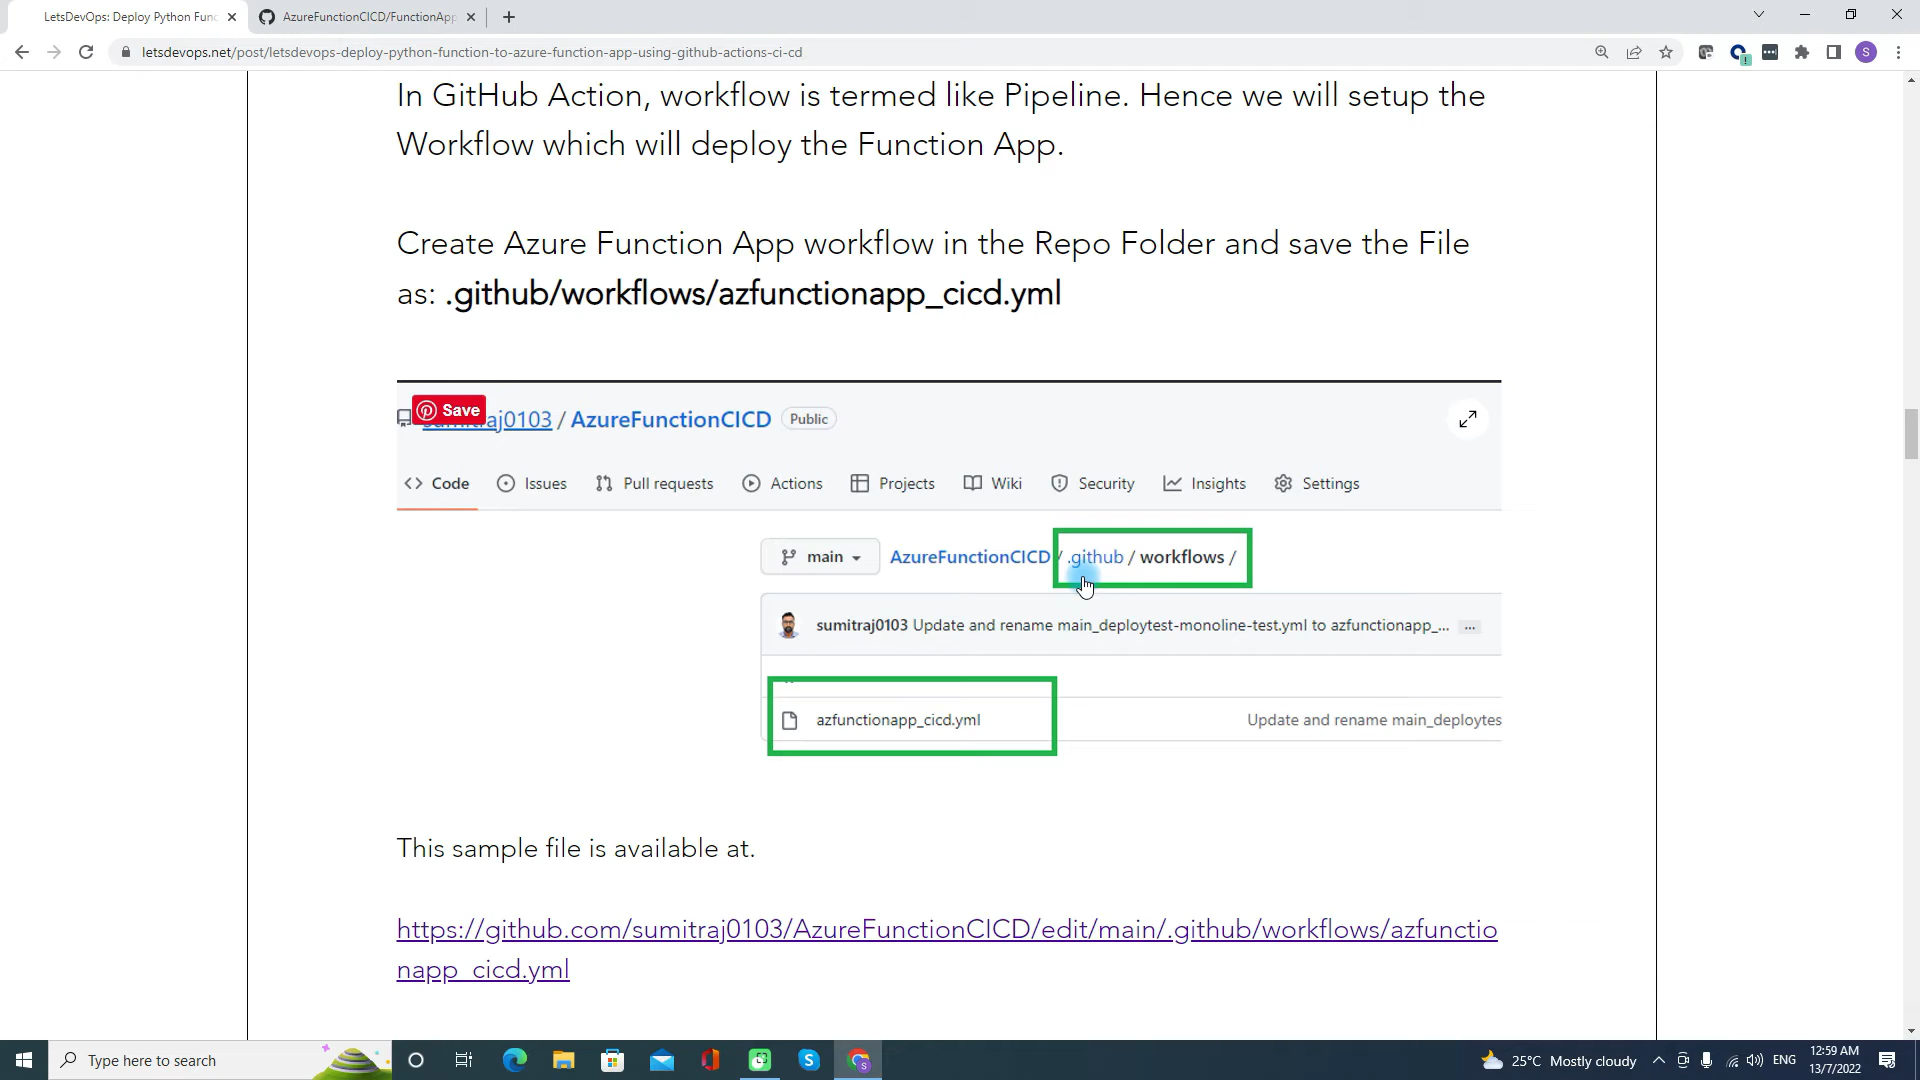 LetsDevOps: Deploy Python Func
AzureFunctionCICD/FunctionApp
letsdevops.net/post/letsdevops-deploy-python-function-to-azure-function-app-using-github-actions-ci-cd
S
In GitHub Action, workflow is termed like Pipeline. Hence we will setup the
Workflow which will deploy the Function App.
Create Azure Function App workflow in the Repo Folder and save the File
as: .github/workflows/azfunctionapp_cicd.yml
Save
aj0103 / AzureFunctionCICD Public
Code Issues Pull requests Actions Projects Wiki Security Insights Settings
main AzureFunctionCICD / .github / workflows /
sumitraj0103 Update and rename main_deploytest-monoline-test.yml to azfunctionapp_... ...
azfunctionapp_cicd.yml Update and rename main_deploytes
This sample file is available at.
https://github.com/sumitraj0103/AzureFunctionCICD/edit/main/.github/workflows/azfunctio
napp_cicd.yml
Type here to search
25°C Mostly cloudy
ENG
12:59 AM
13/7/2022